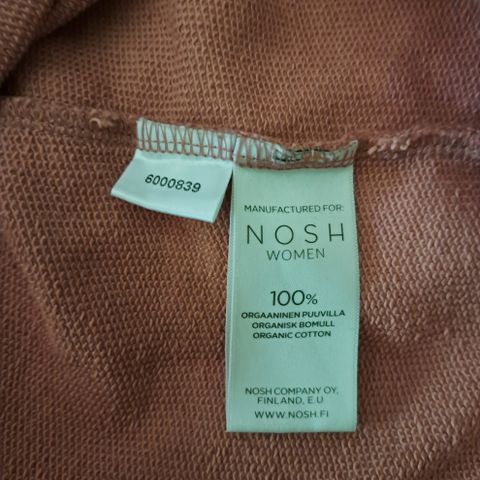 6000839
MANUFACTURED FOR:
NOSH
WOMEN
100%
ORGAANINEN PUUVILLA
ORGANISK BOMULL
ORGANIC COTTON
NOSH COMPANY OY,
FINLAND, E.U
WWW.NOSH.FI